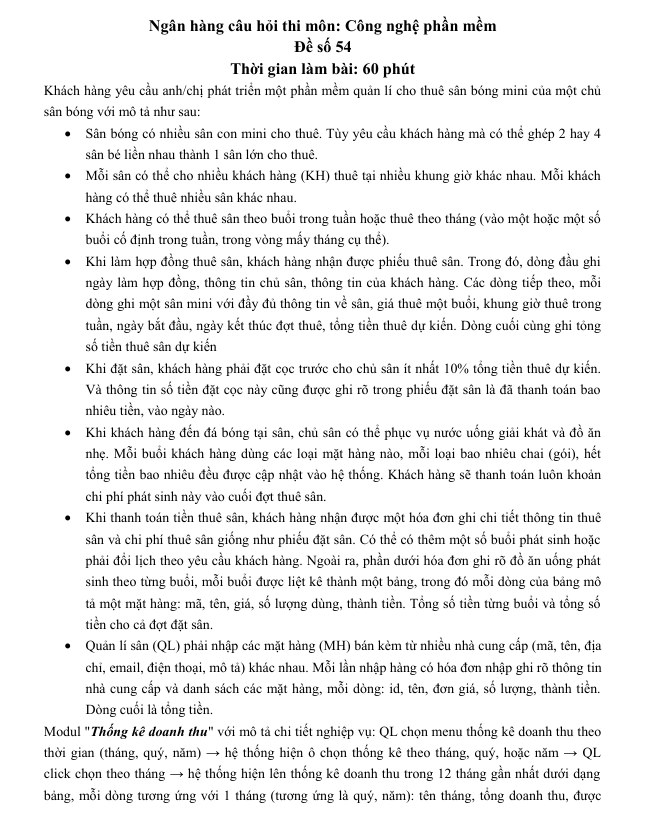 Ngân hàng câu hỏi thi môn: Công nghệ phần mềm
Đề số 54
Thời gian làm bài: 60 phút
Khách hàng yêu cầu anh/chị phát triển một phần mềm quản lí cho thuê sân bóng mini của một chủ
sân bóng với mô tả như sau:
• Sân bóng có nhiều sân con mini cho thuê. Tùy yêu cầu khách hàng mà có thể ghép 2 hay 4
sân bé liền nhau thành 1 sân lớn cho thuê.
• Mỗi sân có thể cho nhiều khách hàng (KH) thuê tại nhiều khung giờ khác nhau. Mỗi khách
hàng có thể thuê nhiều sân khác nhau.
• Khách hàng có thể thuê sân theo buổi trong tuần hoặc thuê theo tháng (vào một hoặc một số
buổi cố định trong tuần, trong vòng mấy tháng cụ thể).
• Khi làm hợp đồng thuê sân, khách hàng nhận được phiếu thuê sân. Trong đó, dòng đầu ghi
ngày làm hợp đồng, thông tin chủ sân, thông tin của khách hàng. Các dòng tiếp theo, mỗi
dòng ghi một sân mini với đầy đủ thông tin về sân, giá thuê một buổi, khung giờ thuê trong
tuần, ngày bắt đầu, ngày kết thúc đợt thuê, tổng tiền thuê dự kiến. Dòng cuối cùng ghi tỏng
số tiền thuê sân dự kiến
• Khi đặt sân, khách hàng phải đặt cọc trước cho chủ sân ít nhất 10% tổng tiền thuê dự kiến.
Và thông tin số tiền đặt cọc này cũng được ghi rõ trong phiếu đặt sân là đã thanh toán bao
nhiêu tiền, vào ngày nào.
• Khi khách hàng đến đá bóng tại sân, chủ sân có thể phục vụ nước uống giải khát và đồ ăn
nhẹ. Mỗi buổi khách hàng dùng các loại mặt hàng nào, mỗi loại bao nhiêu chai (gói), hết
tổng tiền bao nhiêu đều được cập nhật vào hệ thống. Khách hàng sẽ thanh toán luôn khoản
chi phí phát sinh này vào cuối đợt thuê sân.
• Khi thanh toán tiền thuê sân, khách hàng nhận được một hóa đơn ghi chi tiết thông tin thuê
sân và chi phí thuê sân giống như phiếu đặt sân. Có thể có thêm một số buổi phát sinh hoặc
phải đổi lịch theo yêu cầu khách hàng. Ngoài ra, phần dưới hóa đơn ghi rõ đồ ăn uống phát
sinh theo từng buổi, mỗi buổi được liệt kê thành một bảng, trong đó mỗi dòng của bảng mô
tả một mặt hàng: mã, tên, giá, số lượng dùng, thành tiền. Tổng số tiền từng buổi và tổng số
tiền cho cả đợt đặt sân.
• Quản lí sân (QL) phải nhập các mặt hàng (MH) bán kèm từ nhiều nhà cung cấp (mã, tên, địa
chỉ, email, điện thoại, mô tả) khác nhau. Mỗi lần nhập hàng có hóa đơn nhập ghi rõ thông tin
nhà cung cấp và danh sách các mặt hàng, mỗi dòng: id, tên, đơn giá, số lượng, thành tiền.
Dòng cuối là tổng tiền.
Modul "Thống kê doanh thu" với mô tả chi tiết nghiệp vụ: QL chọn menu thống kê doanh thu theo
thời gian (tháng, quý, năm) → hệ thống hiện ô chọn thống kê theo tháng, quý, hoặc năm → QL
click chọn theo tháng → hệ thống hiện lên thống kê doanh thu trong 12 tháng gần nhất dưới dạng
bảng, mỗi dòng tương ứng với 1 tháng (tương ứng là quý, năm): tên tháng, tổng doanh thu, được